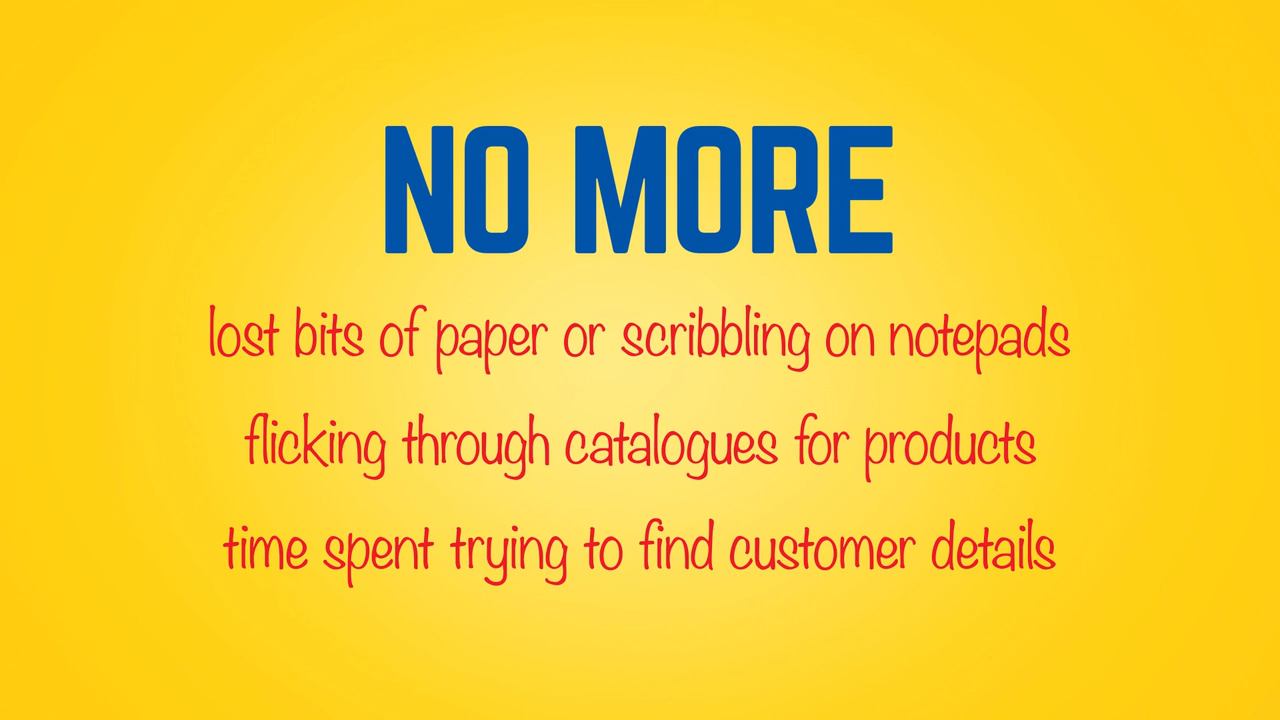 NO MORE
lost bits of paper or scribbling on notepads
flicking through catalogues for products
time spent trying to find customer details